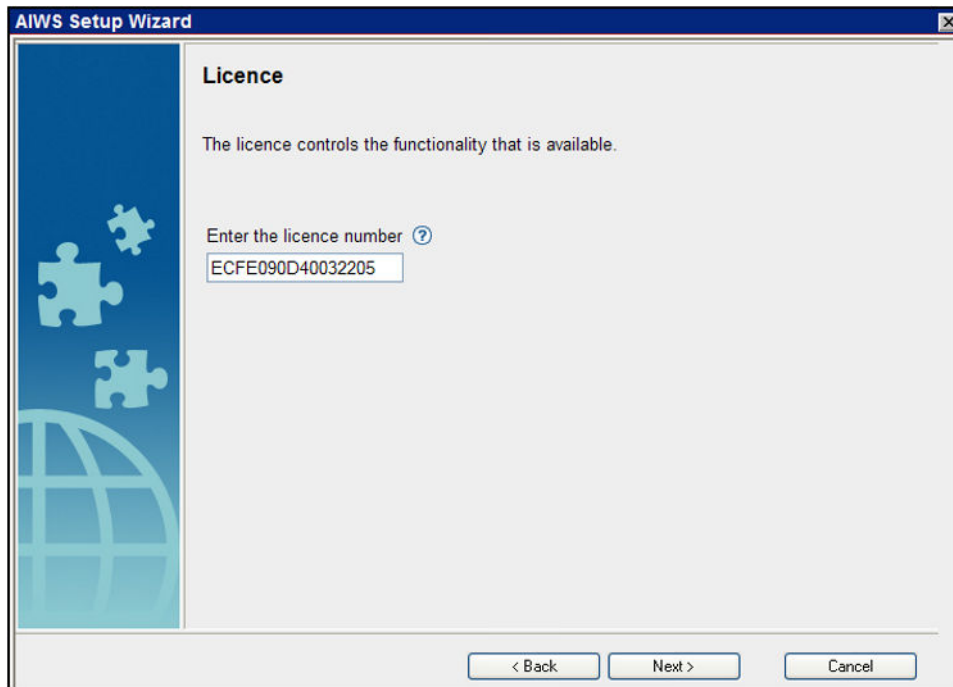 AIWS Setup Wizard
Licence
The licence controls the functionality that is available.
Enter the licence number ?
ECFE090D40032205
< Back Next > Cancel